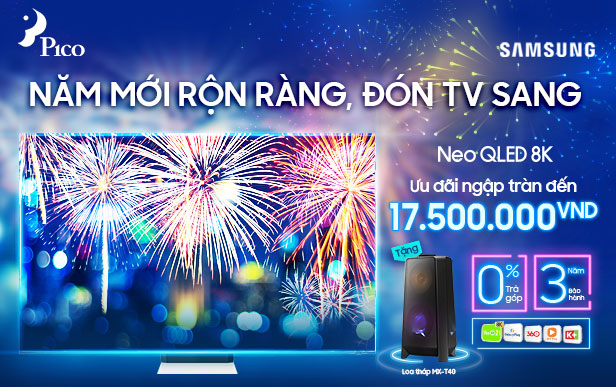 Pico
SAMSUNG
NĂM MỚI RỘN RÀNG, ĐÓN TV SANG
Neo QLED 8K
Ưu đãi ngập tràn đến
17.500.000VND
Tặng
0%
Trả
góp
3
Năm
Bảo
hành
360
K+
Loa tháp MX-T40